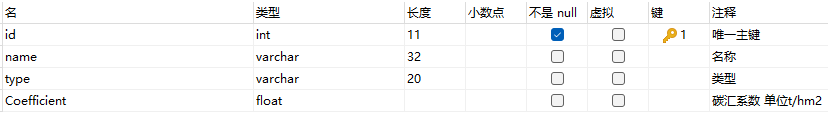 名 类型 长度 小数点 不是 null 虚拟 键 注释
id int 11 1 唯一主键
name varchar 32 名称
type varchar 20 类型
Coefficient float 碳汇系数 单位t/hm2